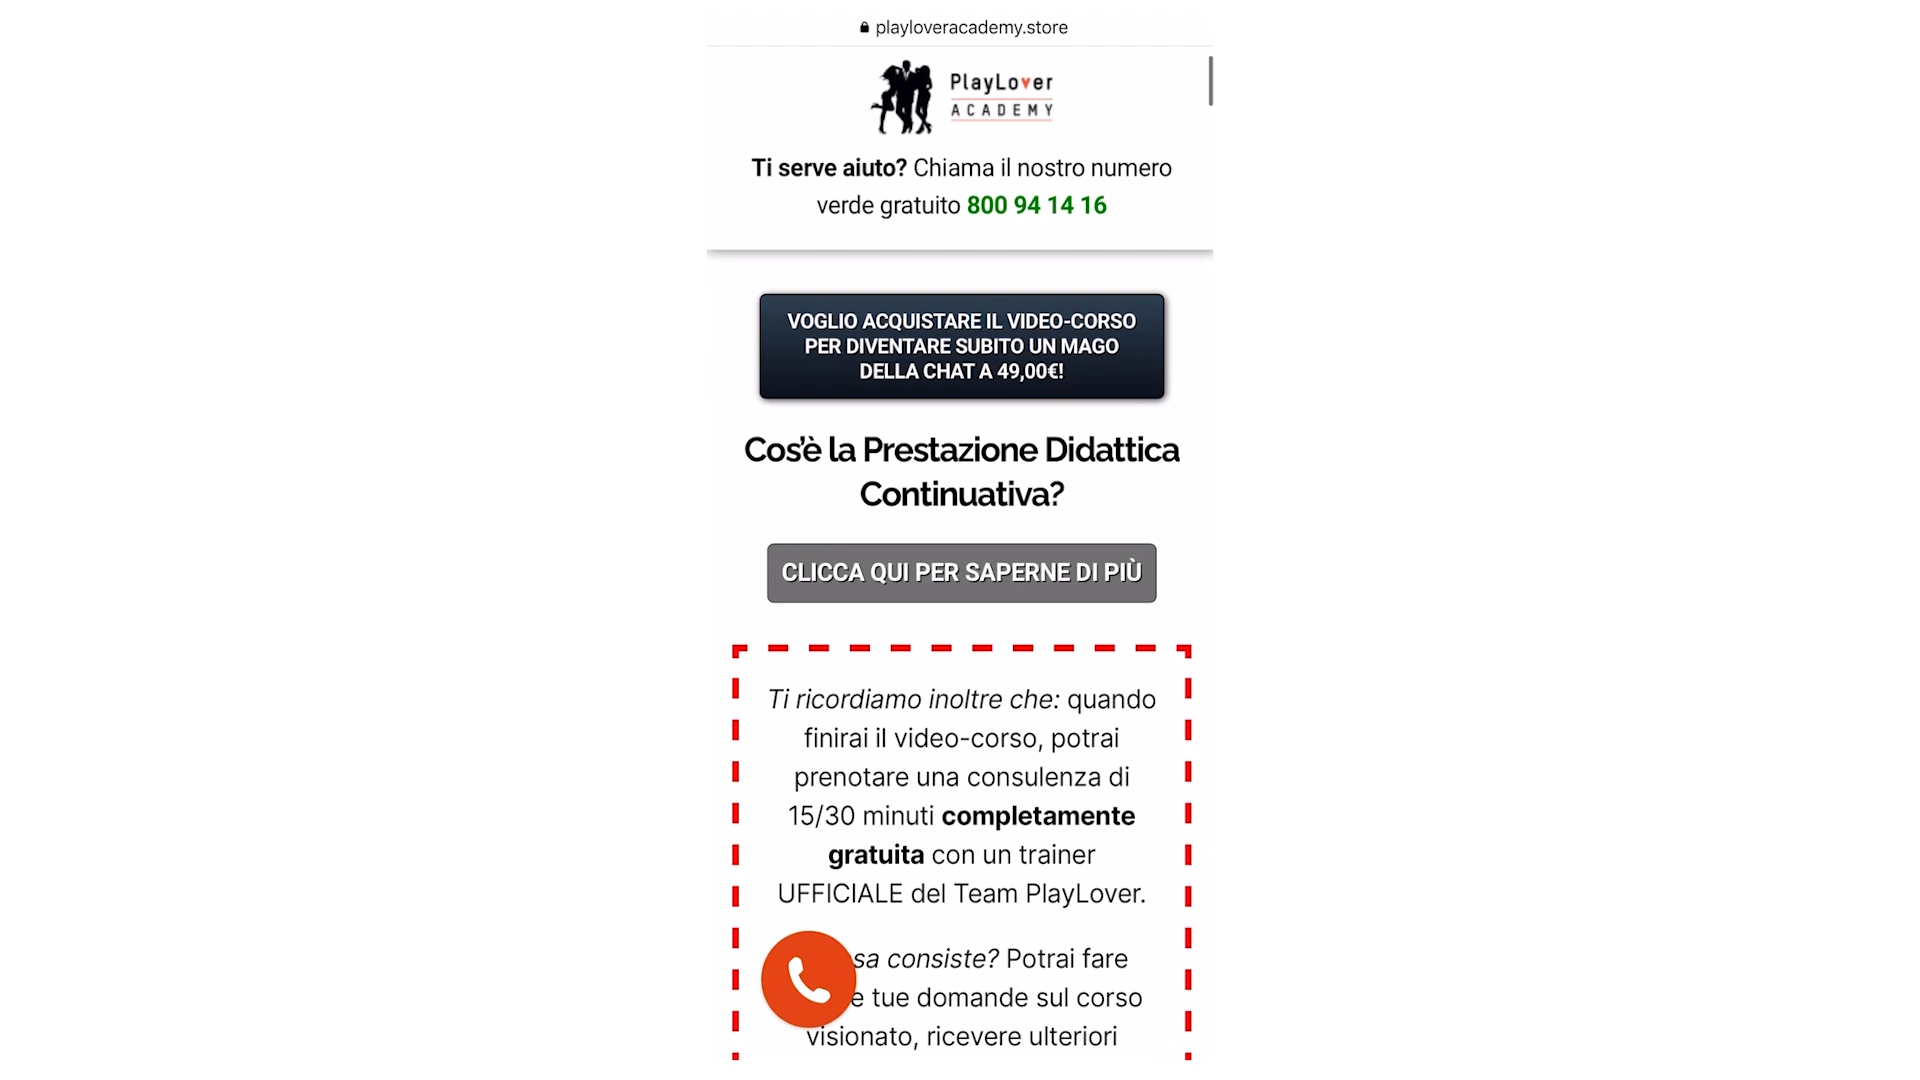 playloveracademy.store
PlayLover
ACADEMY
Ti serve aiuto? Chiama il nostro numero
verde gratuito 800 94 14 16
VOGLIO ACQUISTARE IL VIDEO-CORSO
PER DIVENTARE SUBITO UN MAGO
DELLA CHAT A 49,00€!
Cos'è la Prestazione Didattica
Continuativa?
CLICCA QUI PER SAPERNE DI PIÙ
Ti ricordiamo inoltre che: quando
finirai il video-corso, potrai
prenotare una consulenza di
15/30 minuti completamente
gratuita con un trainer
UFFICIALE del Team PlayLover.
consiste? Potrai fare
tue domande sul corso
visionato, ricevere ulteriori